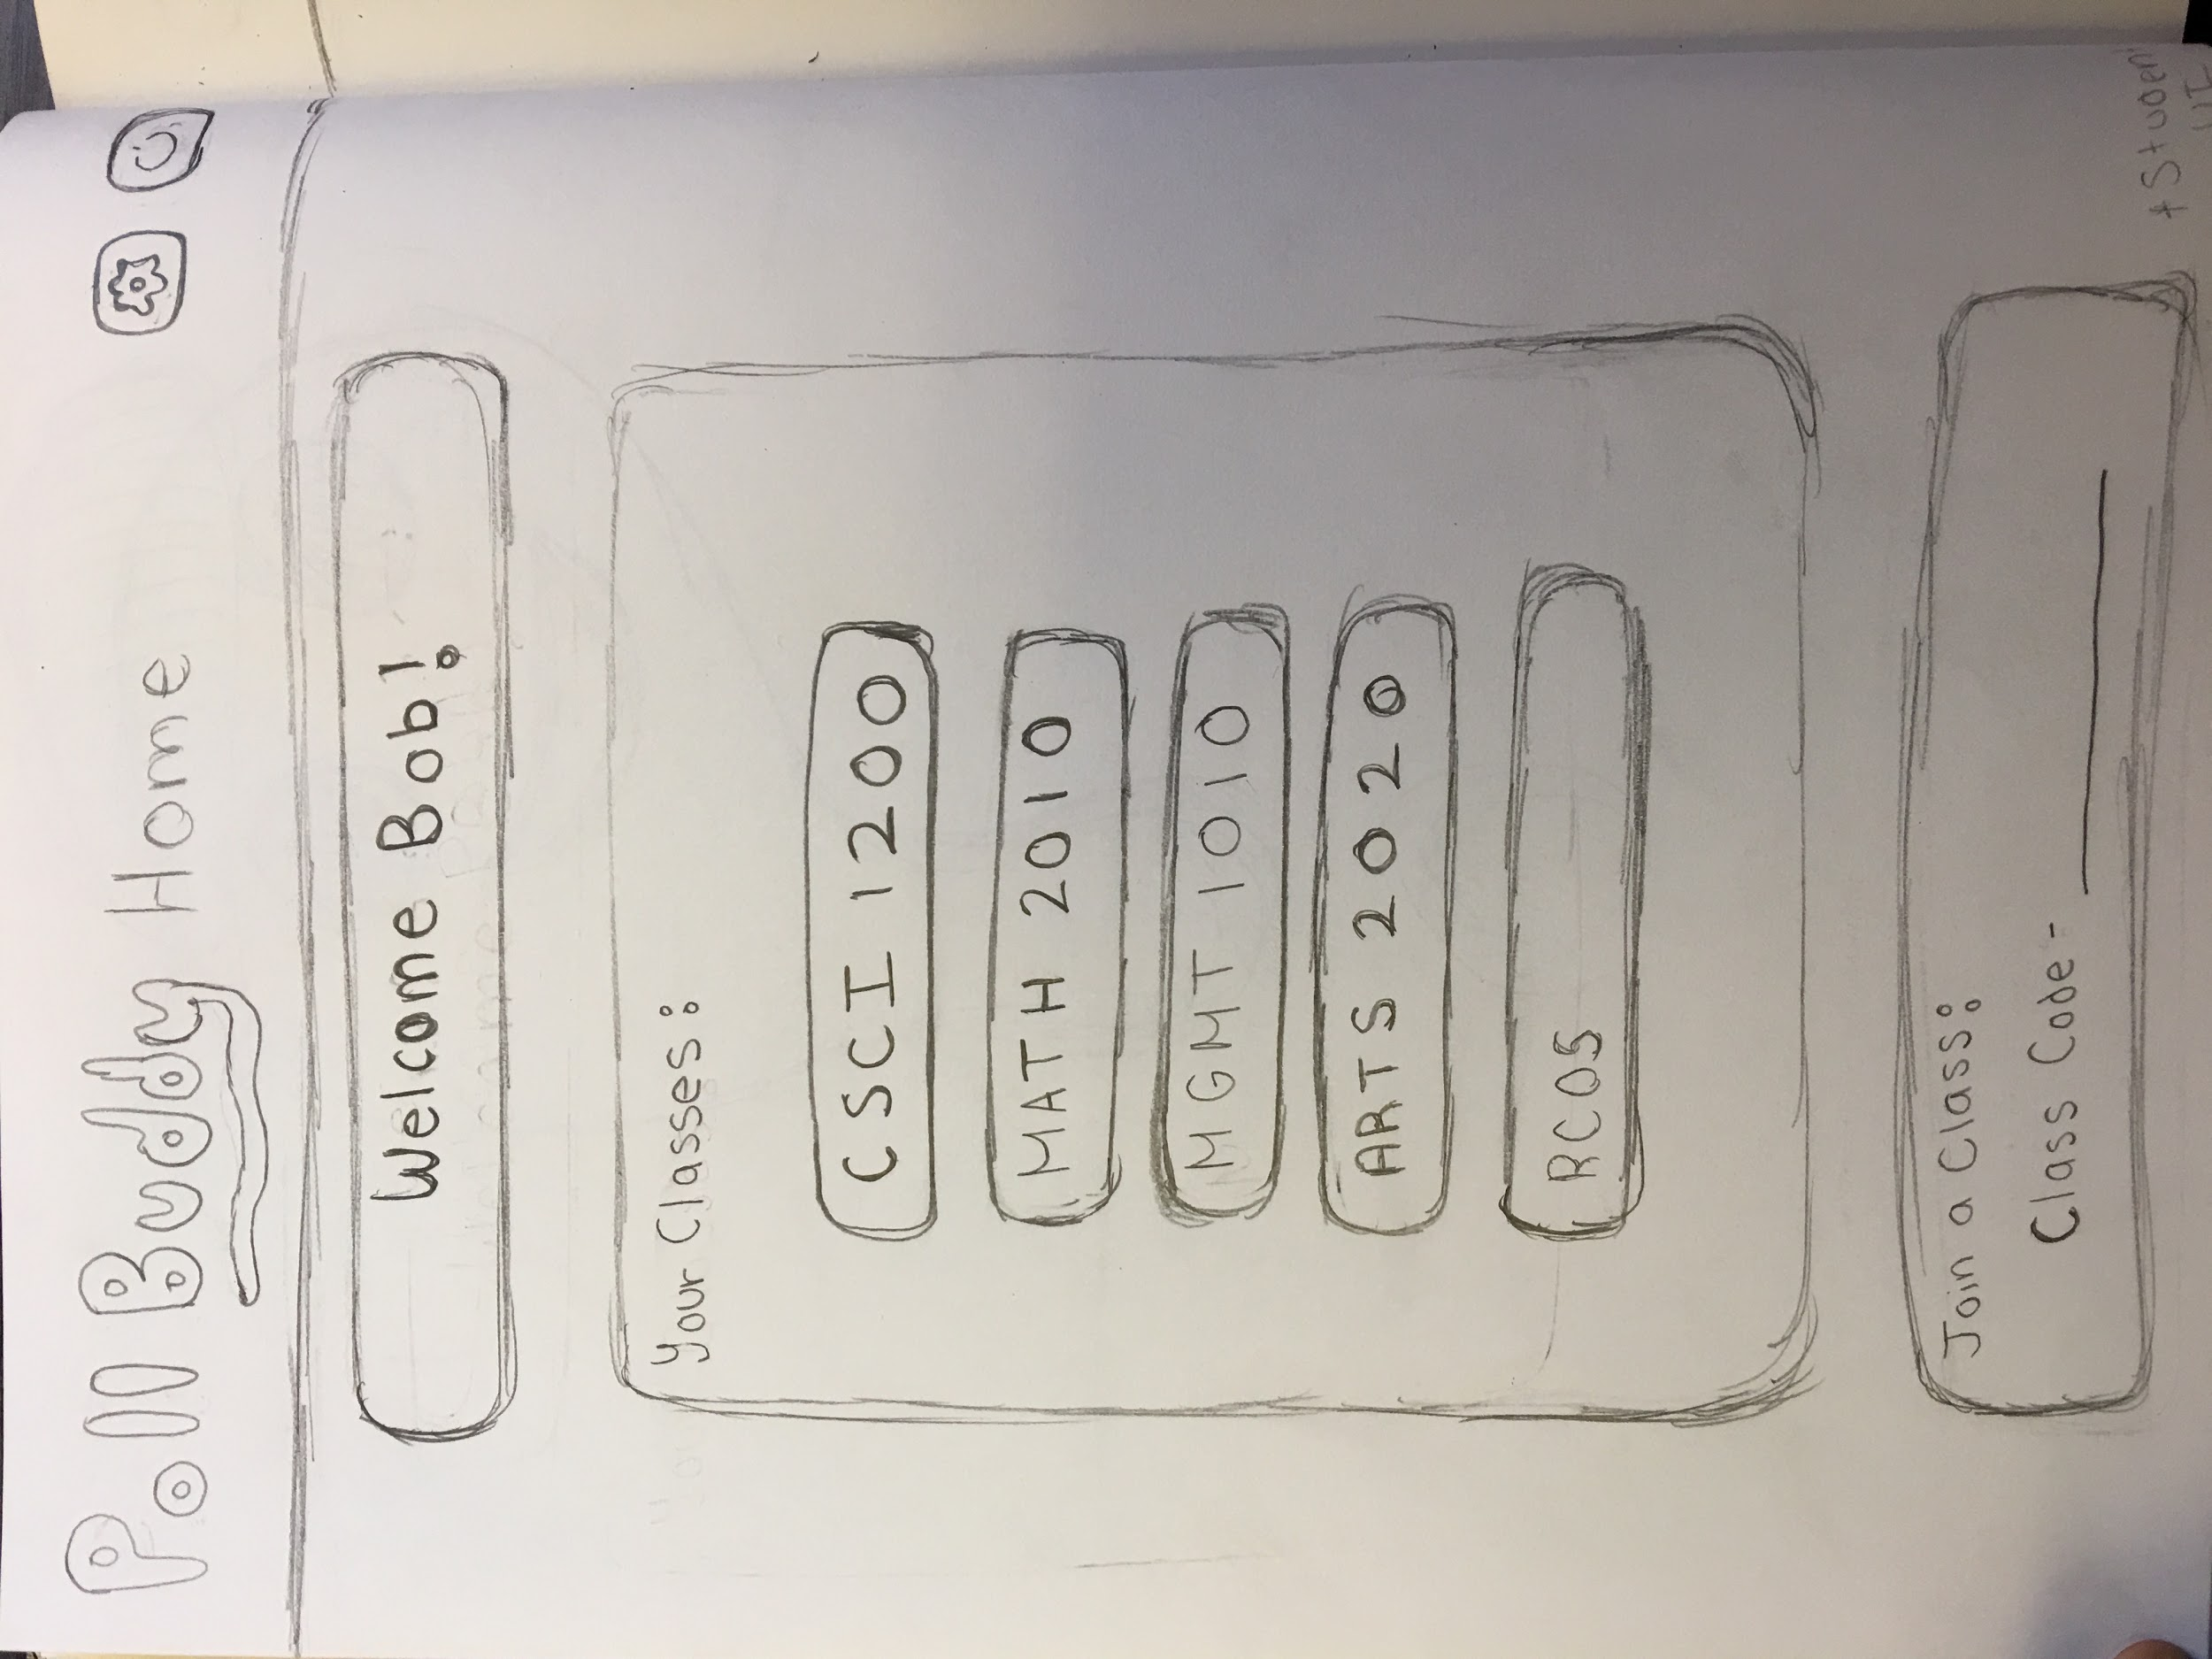 Poll Buddy Home
Welcome Bob!
Your Classes:
CSCI 1200
MATH 2010
MGMT 1010
ARTS 2020
RCOS
Join a Class:
Class Code -